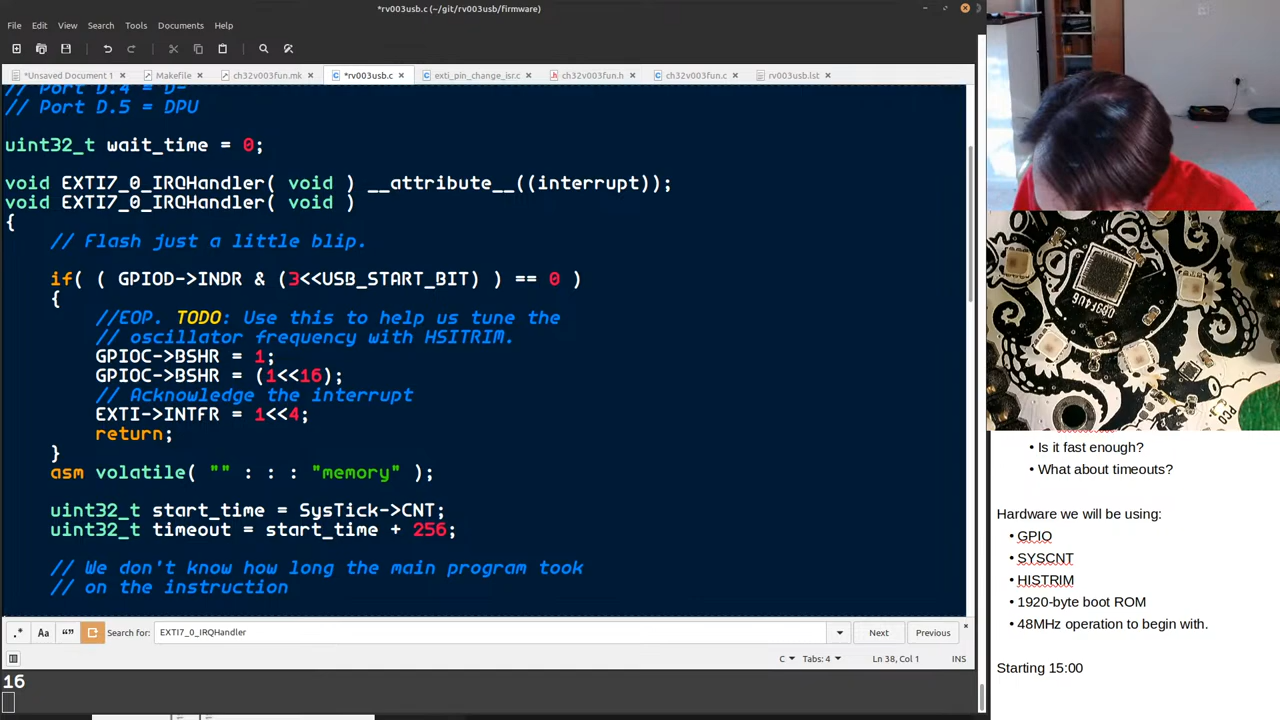 *rv003usb.c (~/git/rv003usb/firmware)
File Edit View Search Tools Documents Help
*Unsaved Document 1 Makefile ch32v003fun.mk *rv003usb.c exti_pin_change_isr.c ch32v003fun.h ch32v003fun.c rv003usb.lst
// Port D.4 = D-
// Port D.5 = DPU
uint32_t wait_time = 0;
void EXTI7_0_IRQHandler( void ) __attribute__((interrupt));
void EXTI7_0_IRQHandler( void )
{
// Flash just a little blip.
if( ( GPIOD->INDR & (3<<USB_START_BIT) ) == 0 )
{
//EOP. TODO: Use this to help us tune the
// oscillator frequency with HSITRIM.
GPIOC->BSHR = 1;
GPIOC->BSHR = (1<<16);
// Acknowledge the interrupt
EXTI->INTFR = 1<<4;
return;
}
asm volatile( "" : : : "memory" );
uint32_t start_time = SysTick->CNT;
uint32_t timeout = start_time + 256;
// We don't know how long the main program took
// on the instruction
.* Aa “” Search for: EXTI7_0_IRQHandler Next Previous
C Tabs: 4 Ln 38, Col 1 INS
16
PC0
• Is it fast enough?
• What about timeouts?
Hardware we will be using:
• GPIO
• SYSCNT
• HISTRIM
• 1920-byte boot ROM
• 48MHz operation to begin with.
Starting 15:00